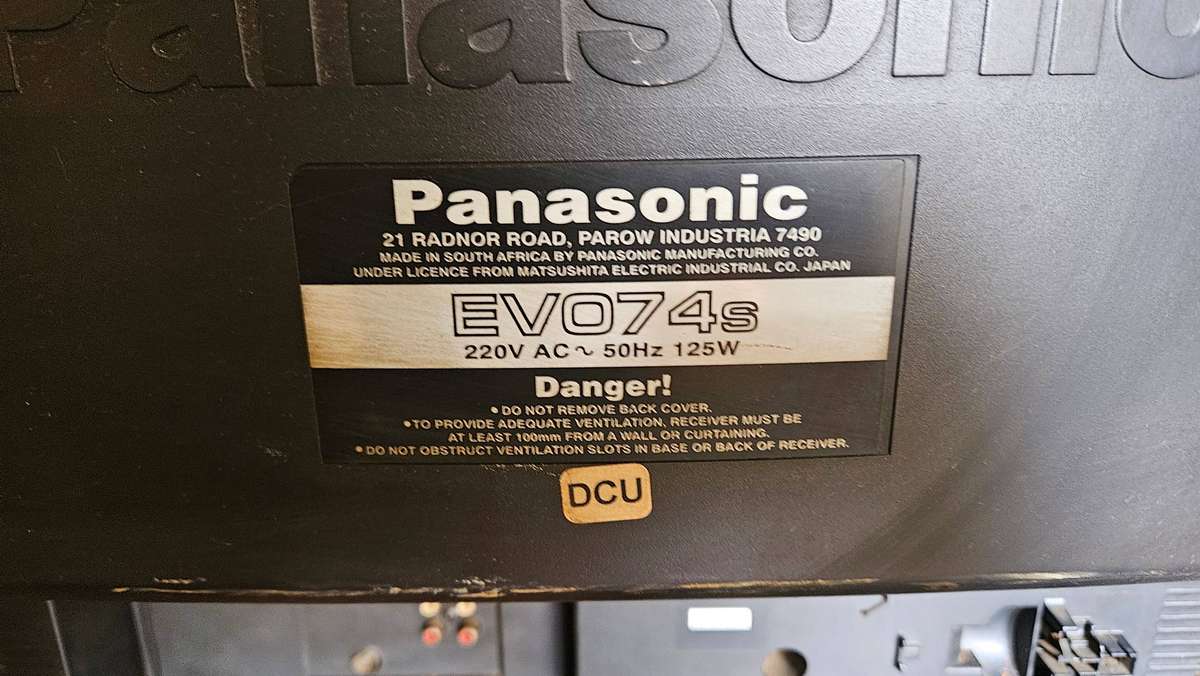 Panasonic
Panasonic
21 RADNOR ROAD, PAROW INDUSTRIA 7490
MADE IN SOUTH AFRICA BY PANASONIC MANUFACTURING CO.
UNDER LICENCE FROM MATSUSHITA ELECTRIC INDUSTRIAL CO. JAPAN
EVO74s
220V AC~ 50Hz 125W
Danger!
• DO NOT REMOVE BACK COVER.
• TO PROVIDE ADEQUATE VENTILATION, RECEIVER MUST BE
AT LEAST 100mm FROM A WALL OR CURTAINING.
• DO NOT OBSTRUCT VENTILATION SLOTS IN BASE OR BACK OF RECEIVER.
DCU